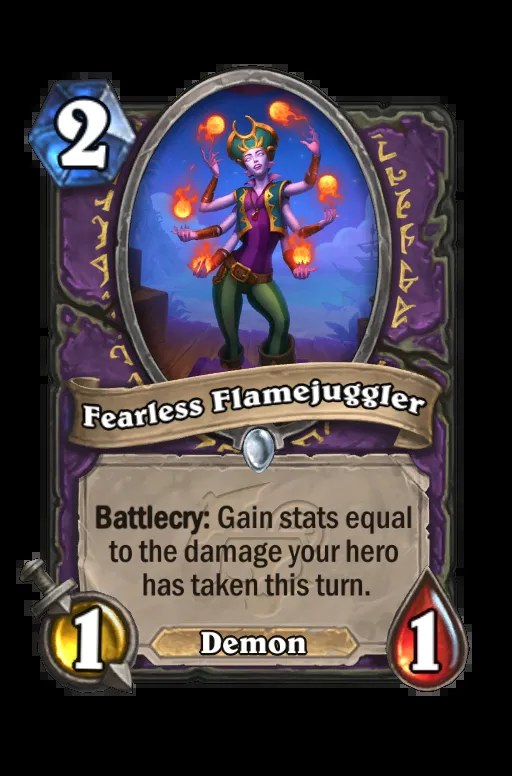 2
Fearless Flamejuggler
Battlecry: Gain stats equal
to the damage your hero
has taken this turn.
1
Demon
1